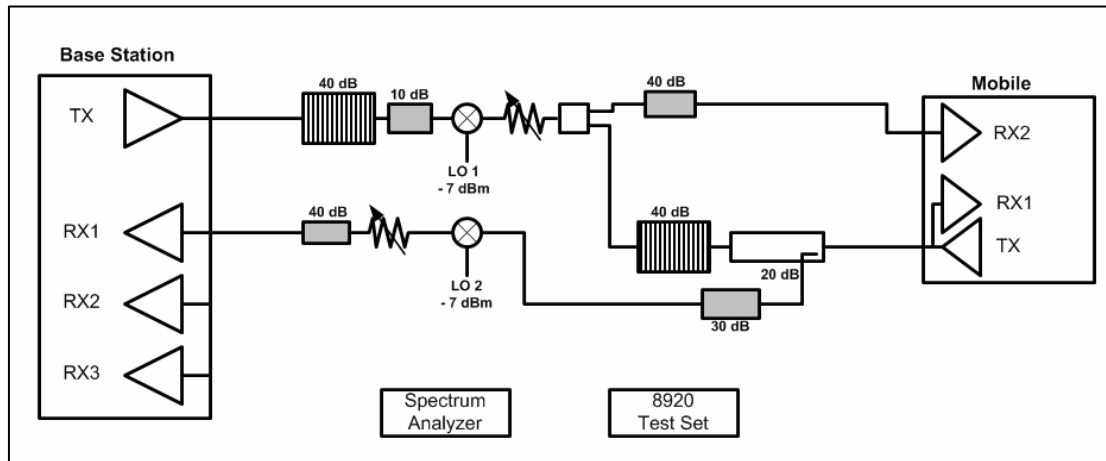 Base Station
TX
RX1
RX2
RX3
40 dB
10 dB
LO 1
- 7 dBm
40 dB
40 dB
LO 2
- 7 dBm
40 dB
20 dB
30 dB
Mobile
RX2
RX1
TX
Spectrum
Analyzer
8920
Test Set